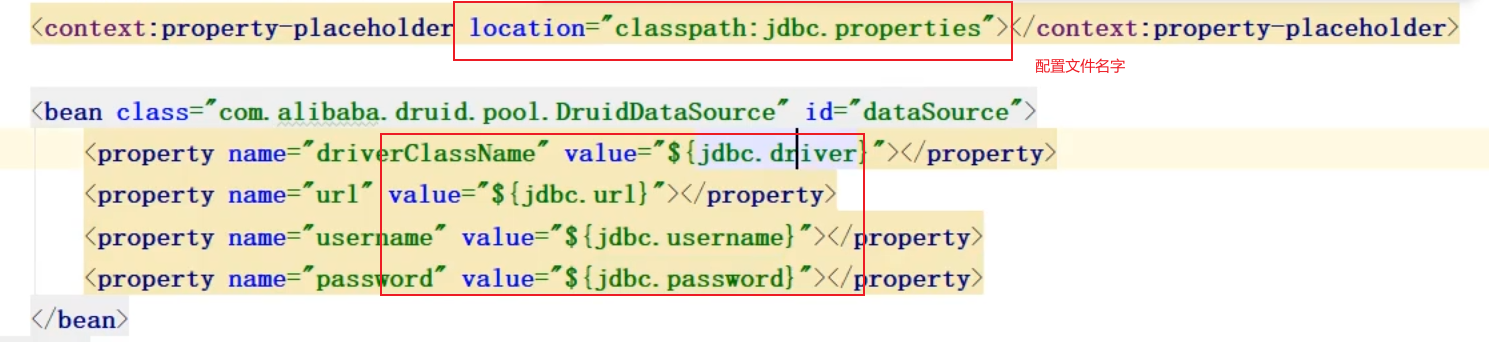 <context:property-placeholder location="classpath:jdbc.properties"></context:property-placeholder>
配置文件名字
<bean class="com.alibaba.druid.pool.DruidDataSource" id="dataSource">
<property name="driverClassName" value="${jdbc.driver}"></property>
<property name="url" value="${jdbc.url}"></property>
<property name="username" value="${jdbc.username}"></property>
<property name="password" value="${jdbc.password}"></property>
</bean>